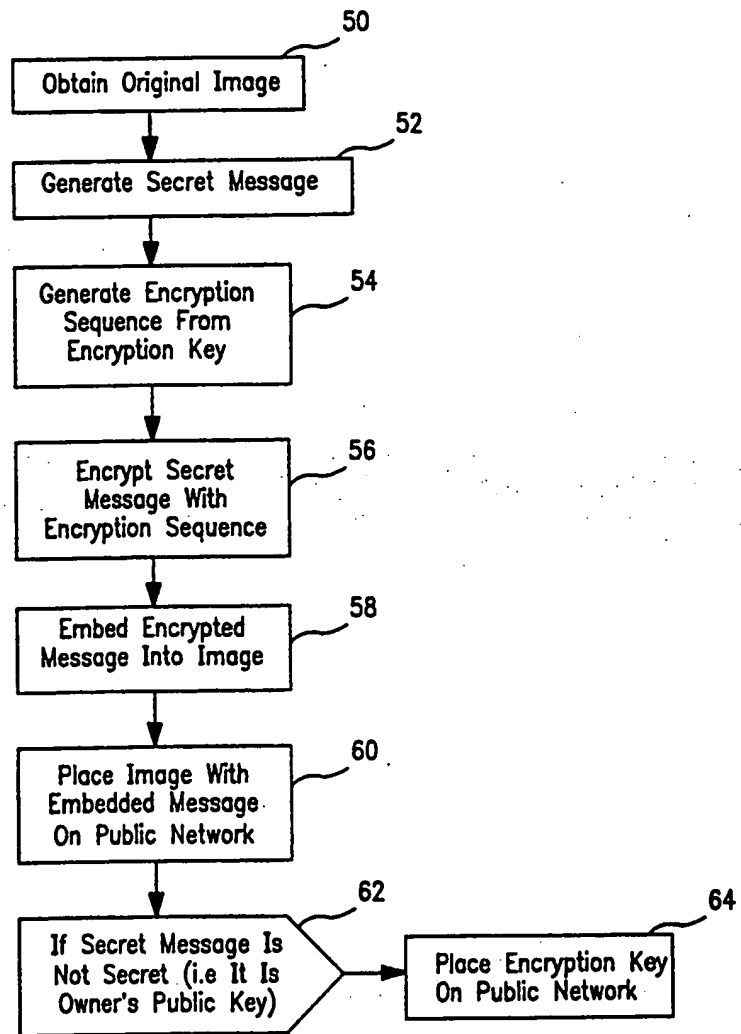 50
Obtain Original Image
52
Generate Secret Message
54
Generate Encryption
Sequence From
Encryption Key
56
Encrypt Secret
Message With
Encryption Sequence
58
Embed Encrypted
Message Into Image
60
Place Image With
Embedded Message
On Public Network
62
If Secret Message Is
Not Secret (i.e It Is
Owner's Public Key)
64
Place Encryption Key
On Public Network